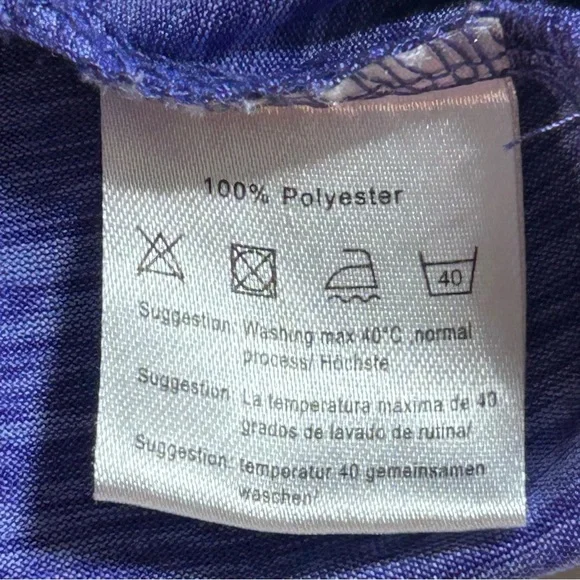 100% Polyester
40
Suggestion: Washing max 40°C ,normal
process/ Höchste
Suggestion: La temperatura maxima de 40
grados de lavado de rutina/
Suggestion: temperatur 40 gemeinsamen
waschen/